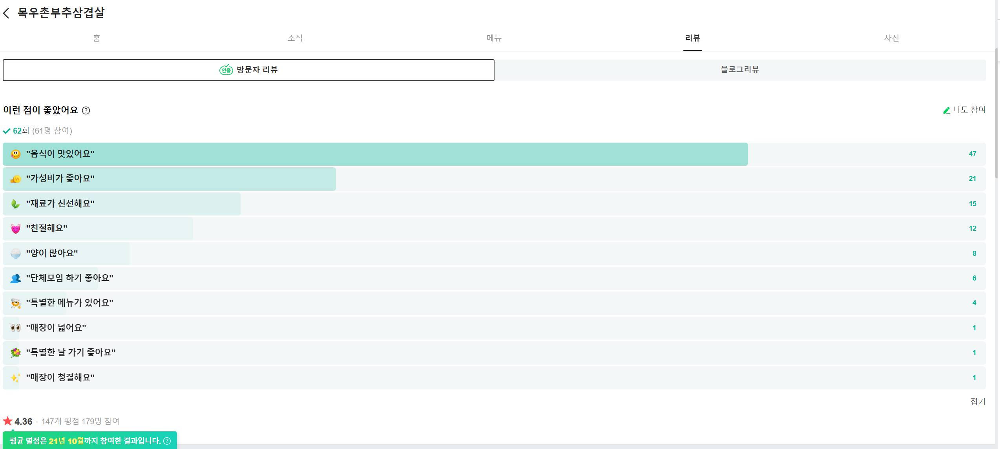 목우촌부추삼겹살
홈 소식 메뉴 리뷰 사진
인증 방문자 리뷰 블로그리뷰
이런 점이 좋았어요 ? 나도 참여
62회 (61명 참여)
"음식이 맛있어요" 47
"가성비가 좋아요" 21
"재료가 신선해요" 15
"친절해요" 12
"양이 많아요" 8
"단체모임 하기 좋아요" 6
"특별한 메뉴가 있어요" 4
"매장이 넓어요" 1
"특별한 날 가기 좋아요" 1
"매장이 청결해요" 1
접기
4.36 · 147개 평점 179명 참여
평균 별점은 21년 10월까지 참여한 결과입니다. ?